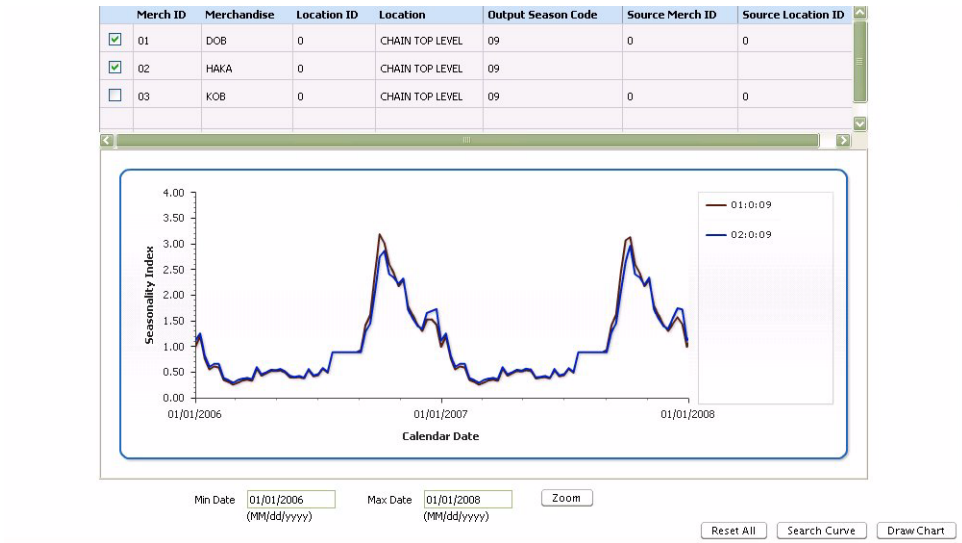 Merch ID Merchandise Location ID Location Output Season Code Source Merch ID Source Location ID
01 DOB 0 CHAIN TOP LEVEL 09 0 0
02 HAKA 0 CHAIN TOP LEVEL 09
03 KOB 0 CHAIN TOP LEVEL 09 0 0
4.00
3.50
3.00
2.50
2.00
1.50
1.00
0.50
0.00
Seasonality Index
01/01/2006 01/01/2007 01/01/2008
Calendar Date
01:0:09
02:0:09
Min Date 01/01/2006 Max Date 01/01/2008 Zoom
(MM/dd/yyyy) (MM/dd/yyyy)
Reset All Search Curve Draw Chart